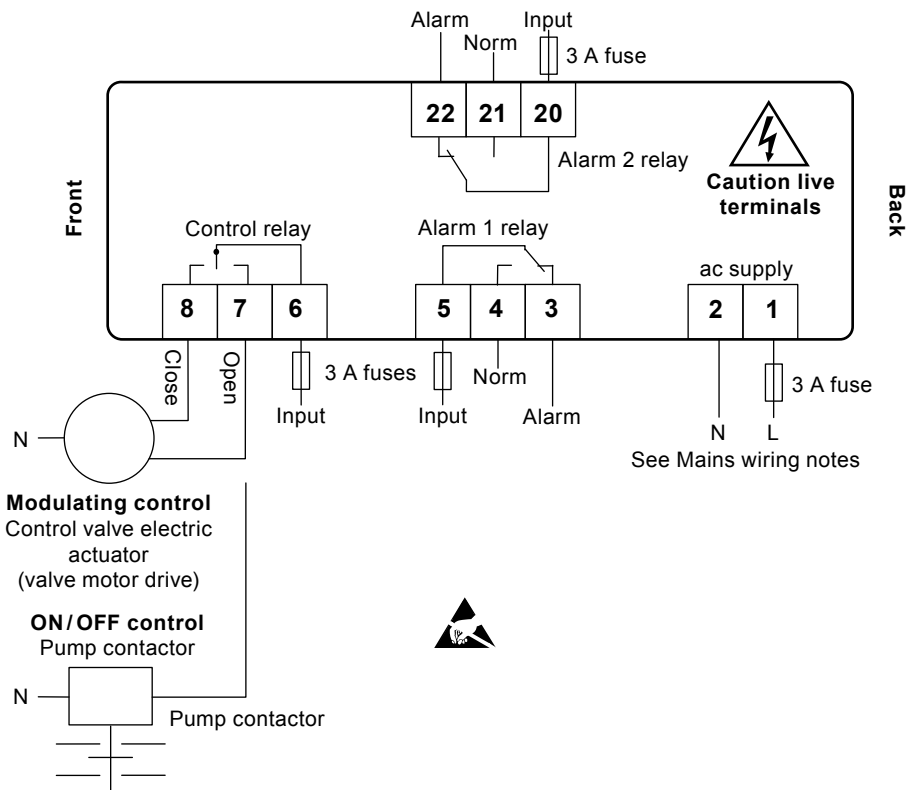 Alarm
Norm
Input
3 A fuse
22
21
20
Alarm 2 relay
Caution live
terminals
Front
Back
Control relay
Alarm 1 relay
ac supply
8
7
6
5
4
3
2
1
Close
Open
3 A fuses
Input
Input
Norm
Alarm
3 A fuse
N
L
See Mains wiring notes
N
Modulating control
Control valve electric
actuator
(valve motor drive)
ON/OFF control
Pump contactor
N
Pump contactor